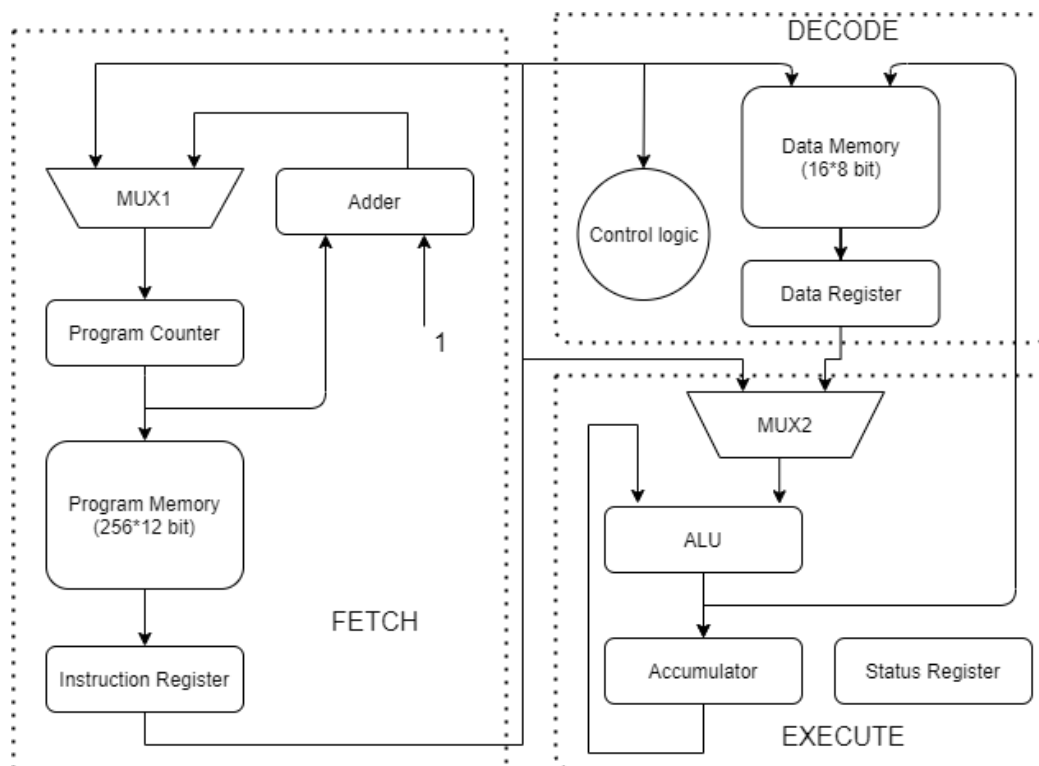 DECODE
Data Memory
(16*8 bit)
MUX1
Adder
Control logic
Data Register
Program Counter
1
MUX2
Program Memory
(256*12 bit)
ALU
FETCH
Instruction Register
Accumulator
Status Register
EXECUTE